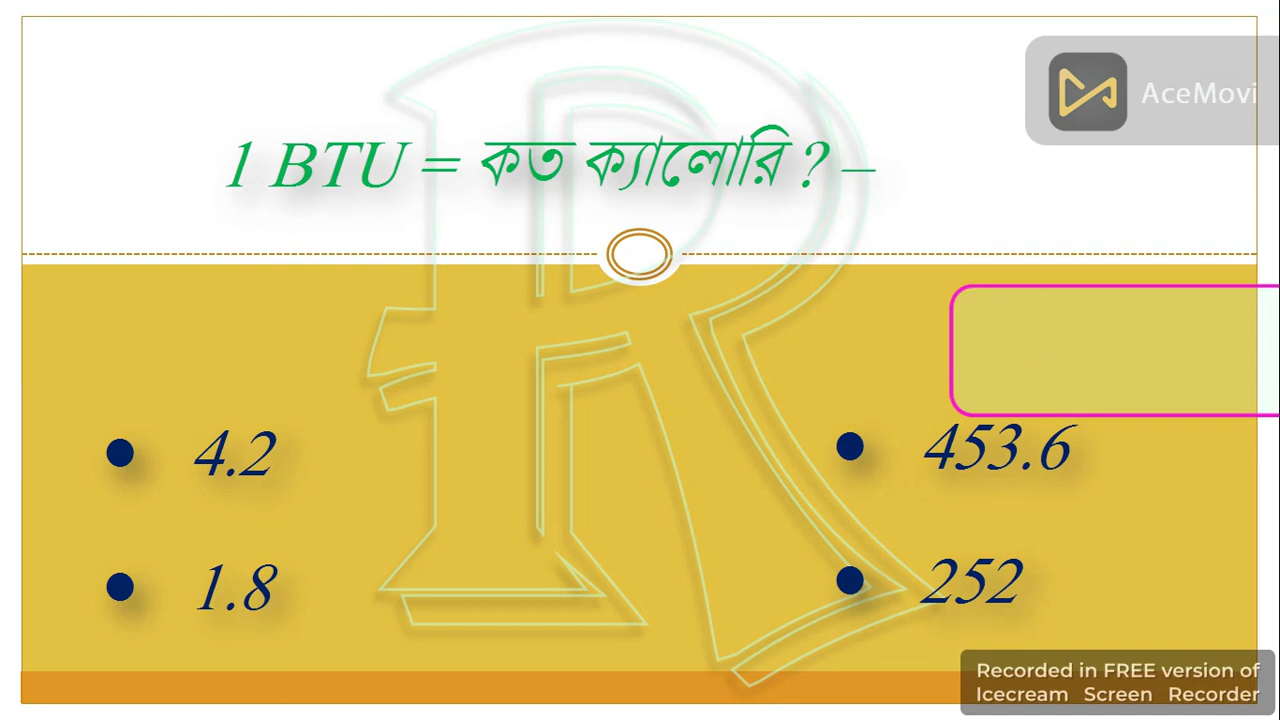 AceMovi
1 BTU = কত ক্যালোরি ? –
4.2
453.6
1.8
252
Recorded in FREE version of
Icecream Screen Recorder